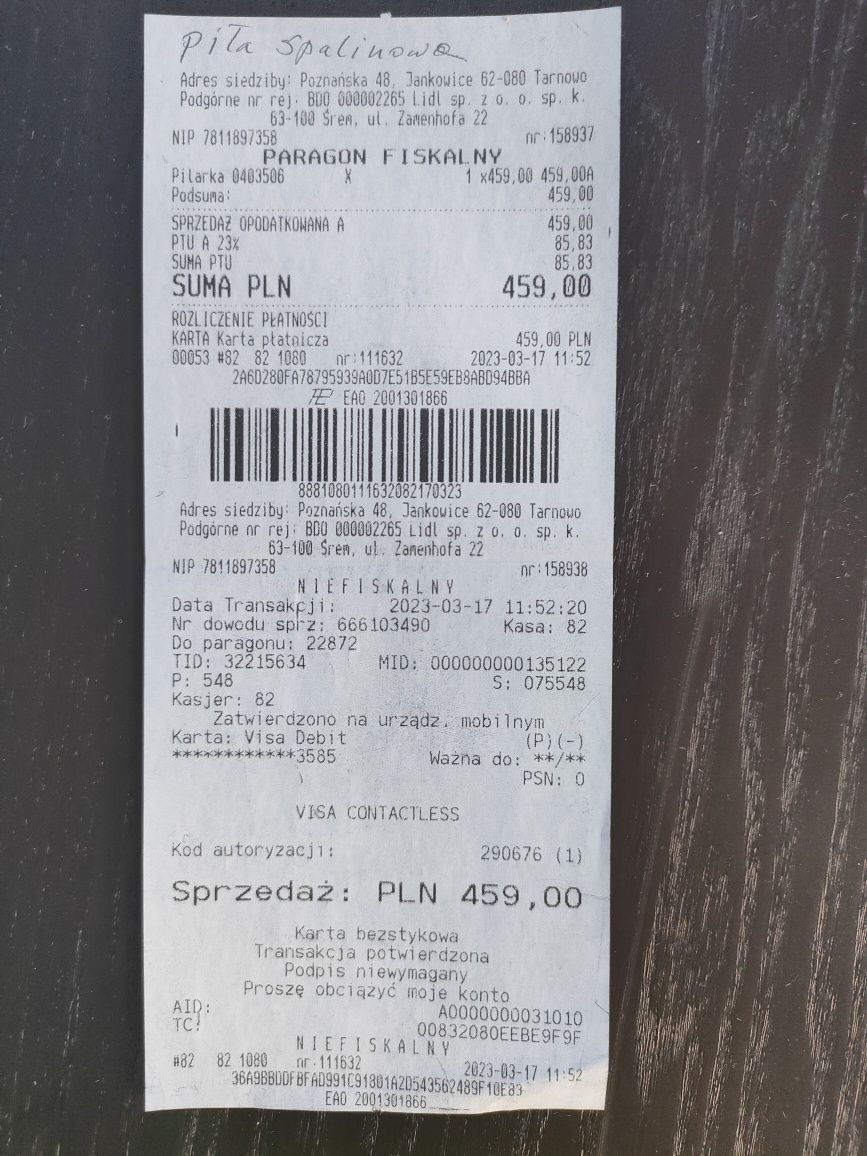 piła spalinowa
Adres siedziby: Poznańska 48, Jankowice 62-080 Tarnowo
Podgórne nr rej. BDO 000002265 Lidl sp. z o. o. sp. k.
63-100 Śrem, ul. Zamenhofa 22
NIP 7811897358 nr:158937
PARAGON FISKALNY
Pilarka 0403506 X 1 x459,00 459,00A
Podsuma: 459,00
SPRZEDAŻ OPODATKOWANA A 459,00
PTU A 23% 85,83
SUMA PTU 85,83
SUMA PLN 459,00
ROZLICZENIE PŁATNOŚCI
KARTA Karta płatnicza 459,00 PLN
00053 #82 82 1080 nr:111632 2023-03-17 11:52
2A6D280FA78795939A0D7E51B5E59EB8ABD94BBA
EAO 2001301866
8881080111632082170323
Adres siedziby: Poznańska 48, Jankowice 62-080 Tarnowo
Podgórne nr rej: BDO 000002265 Lidl sp. z o. o. sp. k.
63-100 Śrem, ul. Zamenhofa 22
NIP 7811897358 nr:158938
NIEFISKALNY
Data Transakcji: 2023-03-17 11:52:20
Nr dowodu sprz: 666103490 Kasa: 82
Do paragonu: 22872
TID: 32215634 MID: 000000000135122
P: 548 S: 075548
Kasjer: 82
Zatwierdzono na urządz. mobilnym
Karta: Visa Debit (P)(-)
************3585 Ważna do: **/**
PSN: 0
VISA CONTACTLESS
Kod autoryzacji: 290676 (1)
Sprzedaż: PLN 459,00
Karta bezstykowa
Transakcja potwierdzona
Podpis niewymagany
Proszę obciążyć moje konto
AID: A0000000031010
TC: 00832080EEBE9F9F
NIEFISKALNY
#82 82 1080 nr:111632 2023-03-17 11:52
36A9BBDDFBFAD991C91801A2D543562489F10E83
EAO 2001301866